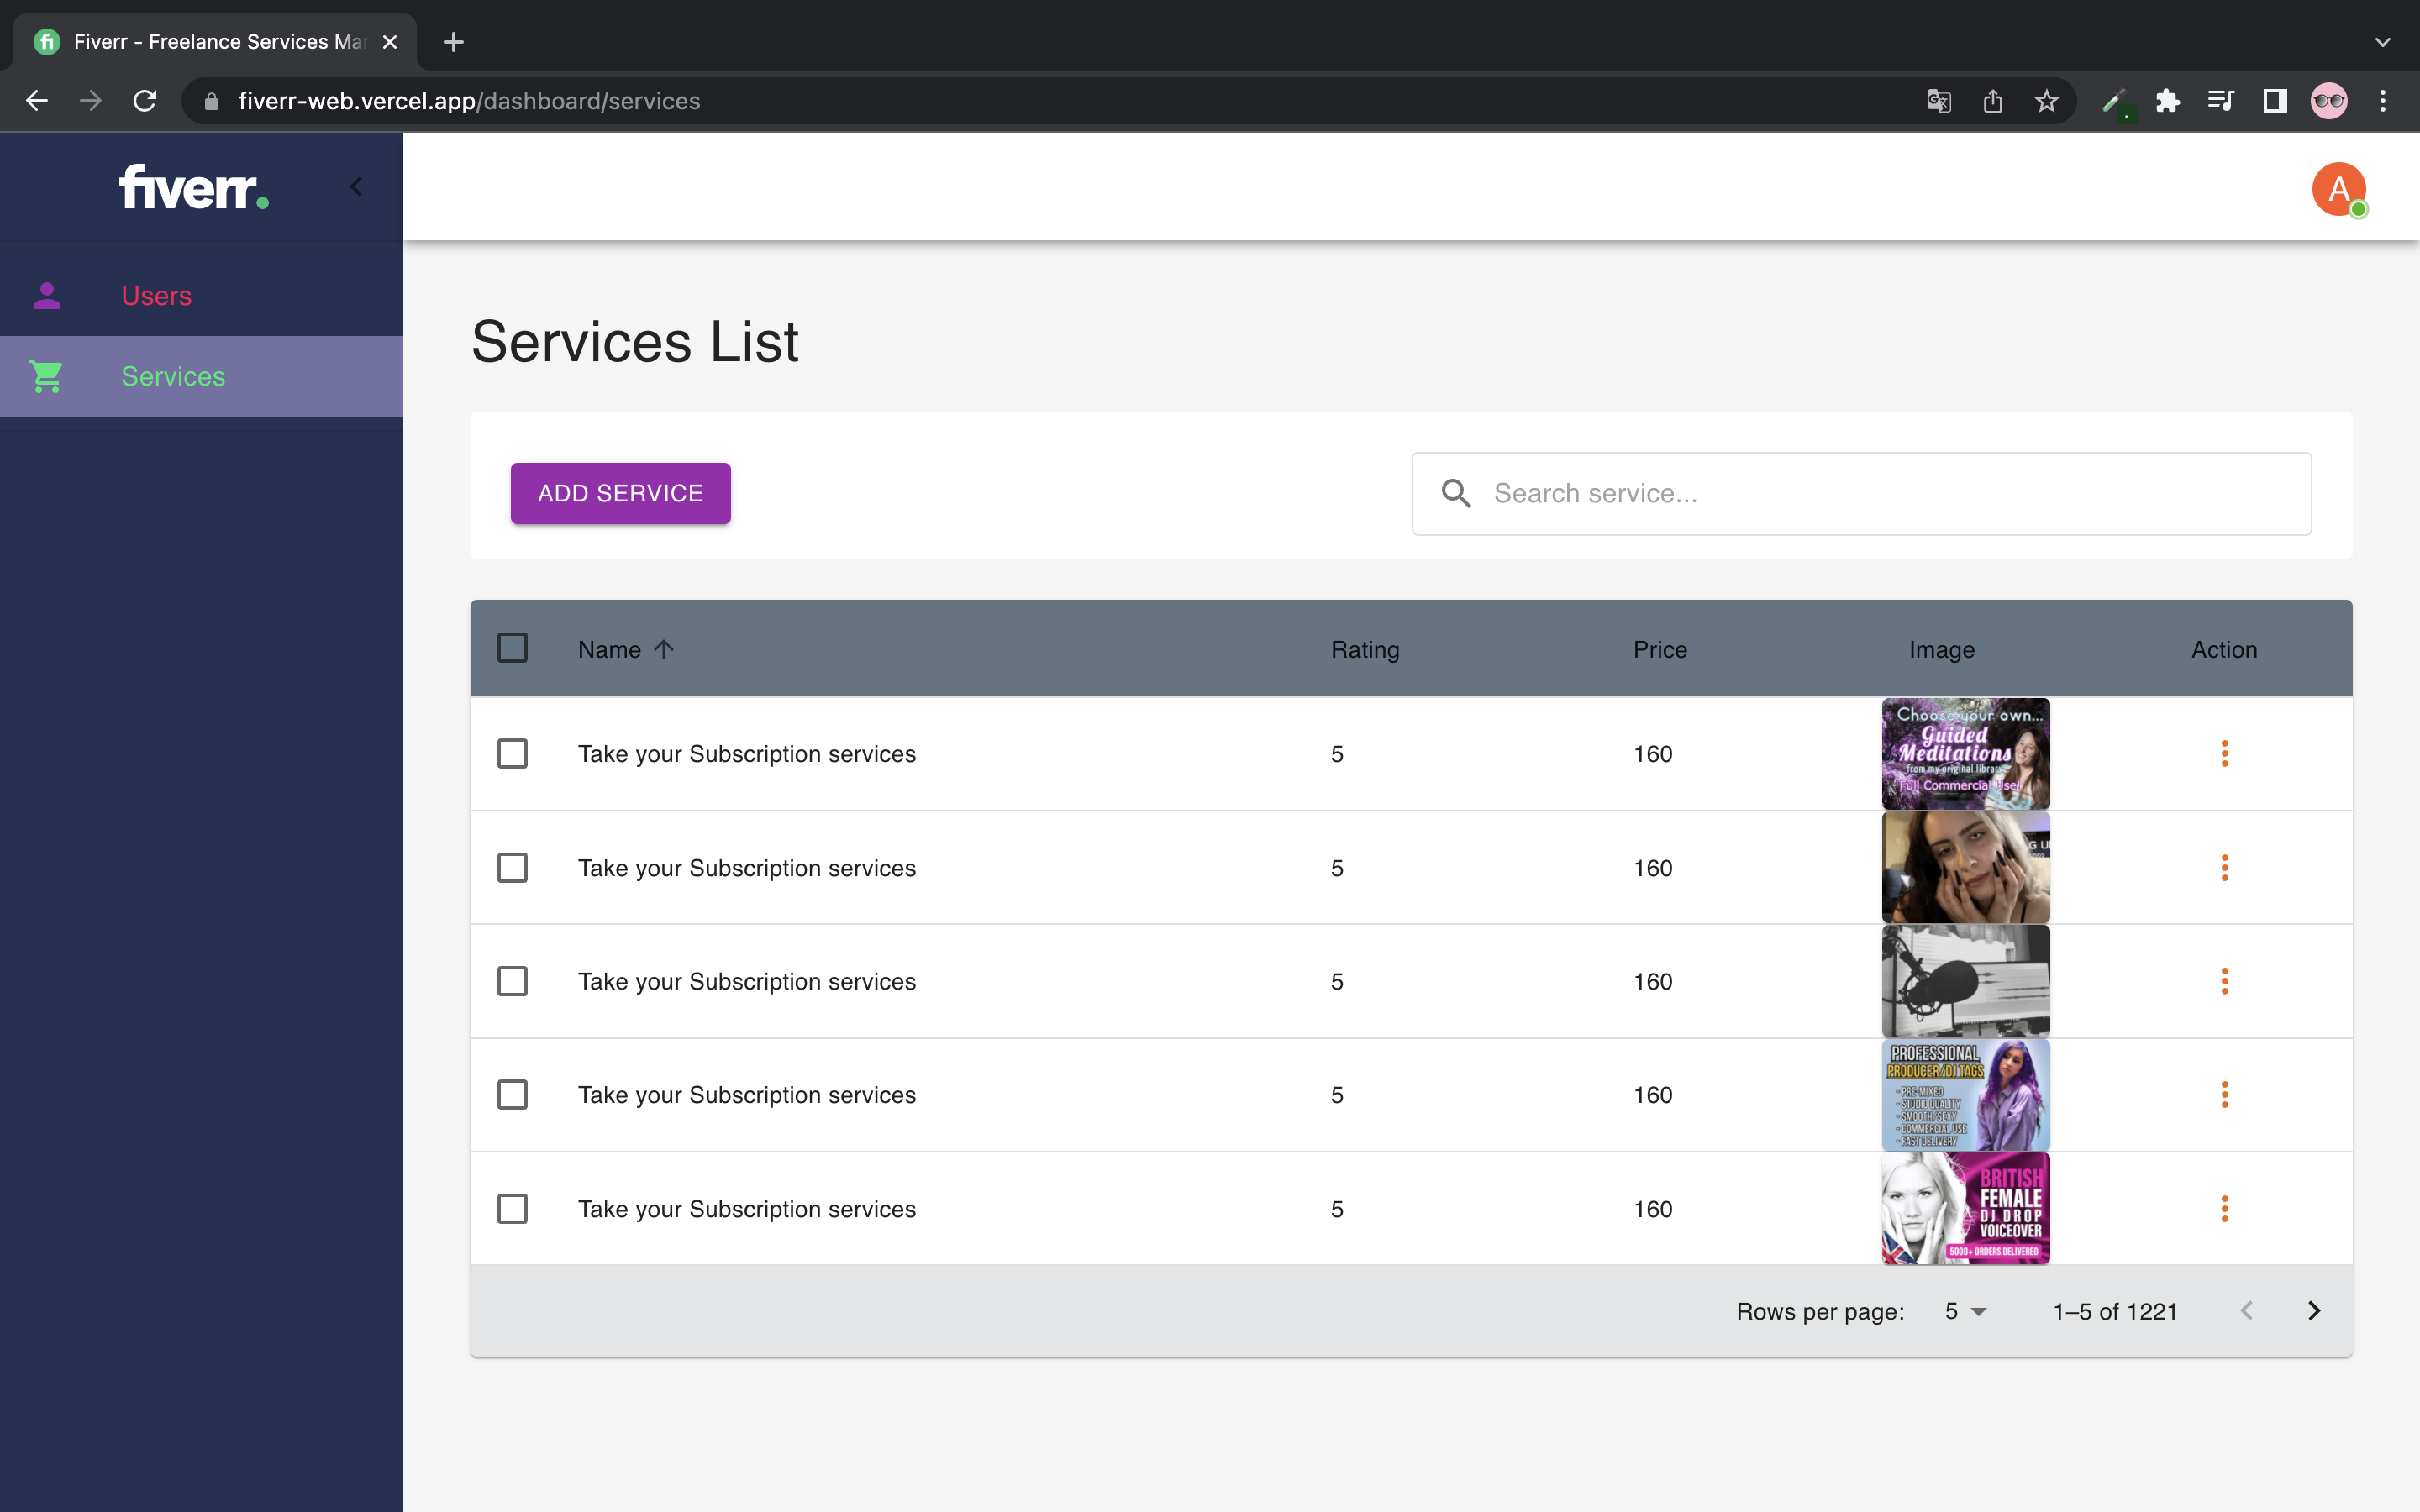 fi Fiverr - Freelance Services Mar
fiverr-web.vercel.app/dashboard/services
fiverr.
A
Users
Services
Services List
ADD SERVICE
Search service...
Name Rating Price Image Action
Take your Subscription services 5 160
Choose your own...
Guided
Meditations
from my original library
Full Commercial Use!
Take your Subscription services 5 160
Take your Subscription services 5 160
Take your Subscription services 5 160
PROFESSIONAL
PRODUCER/DJ TAGS
- PRE-MIXED
- STUDIO QUALITY
- SMOOTH/SEXY
- COMMERCIAL USE
- FAST DELIVERY
Take your Subscription services 5 160
BRITISH
FEMALE
DJ DROP
VOICEOVER
5000+ ORDERS DELIVERED
Rows per page: 5 1–5 of 1221